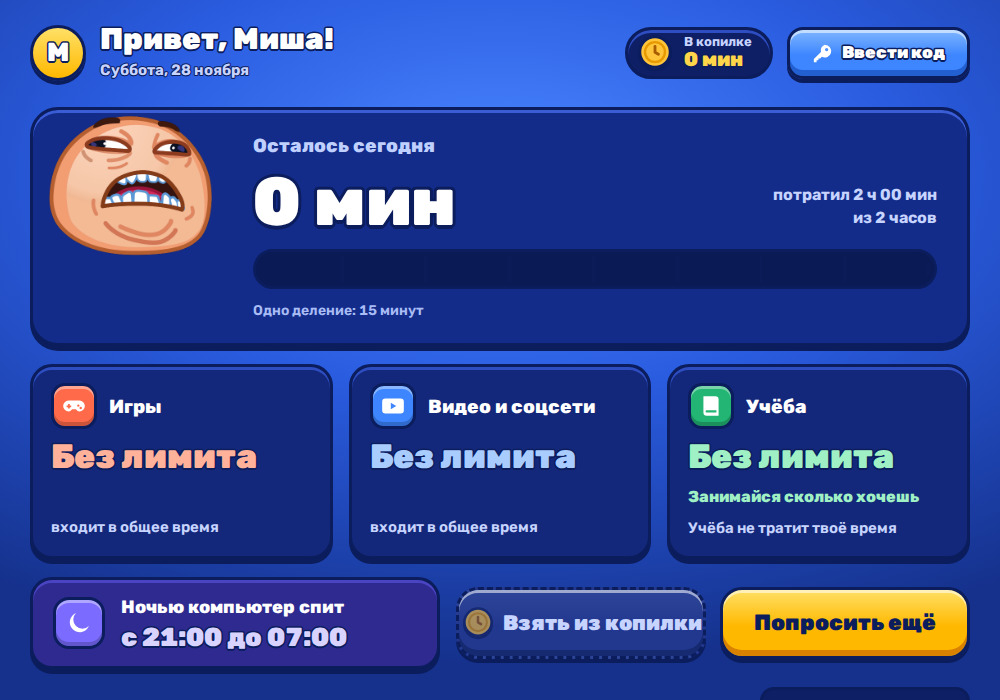 М
Привет, Миша!
Суббота, 28 ноября
В копилке
0 мин
Ввести код
Осталось сегодня
0 мин
потратил 2 ч 00 мин
из 2 часов
Одно деление: 15 минут
Игры
Без лимита
входит в общее время
Видео и соцсети
Без лимита
входит в общее время
Учёба
Без лимита
Занимайся сколько хочешь
Учёба не тратит твоё время
Ночью компьютер спит
с 21:00 до 07:00
Взять из копилки
Попросить ещё